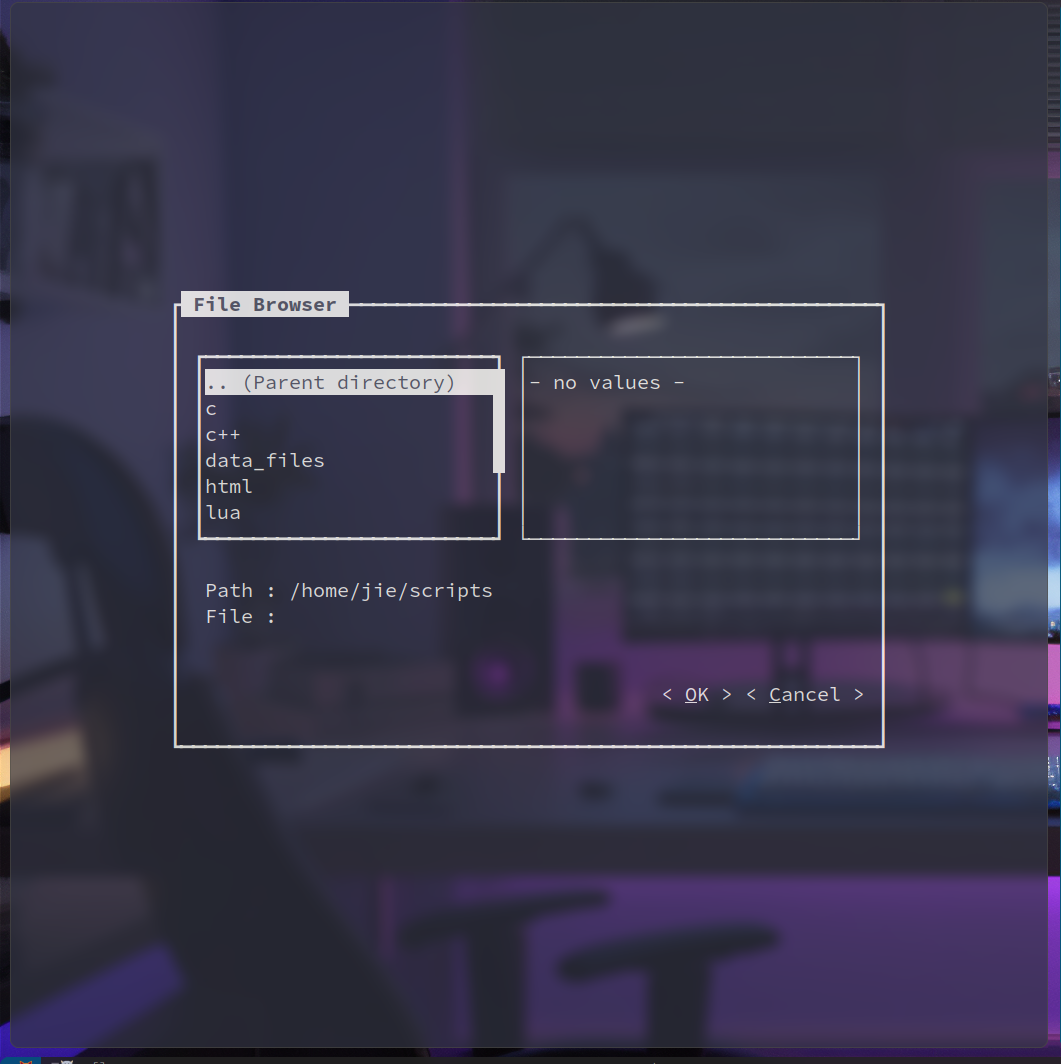 File Browser
.. (Parent directory)
c
c++
data_files
html
lua
- no values -
Path : /home/jie/scripts
File :
< OK > < Cancel >